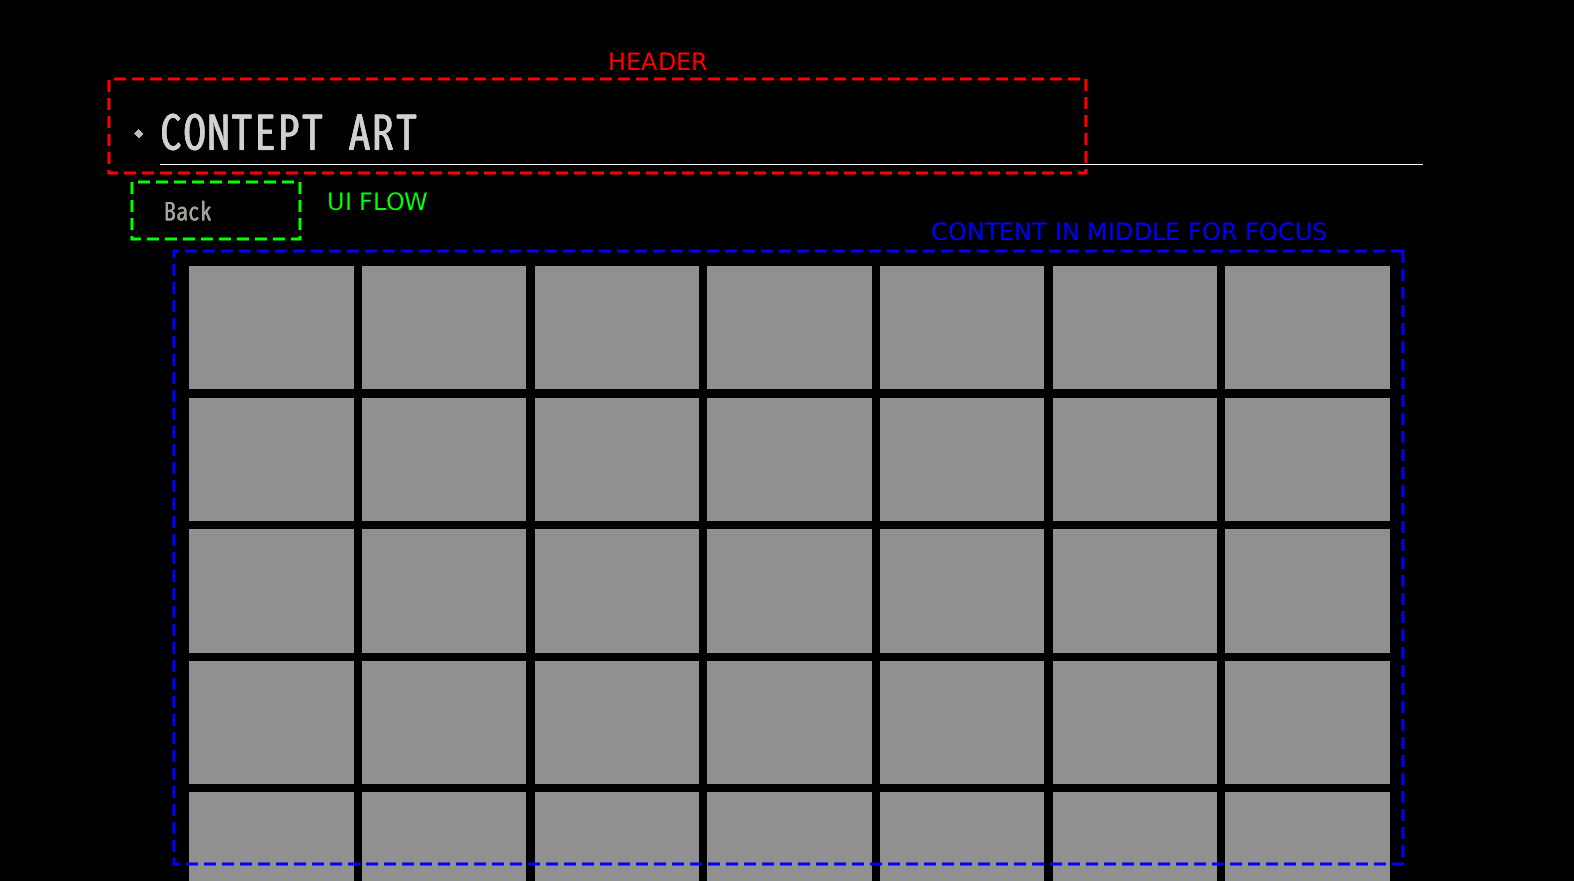 HEADER
CONTEPT ART
Back
UI FLOW
CONTENT IN MIDDLE FOR FOCUS